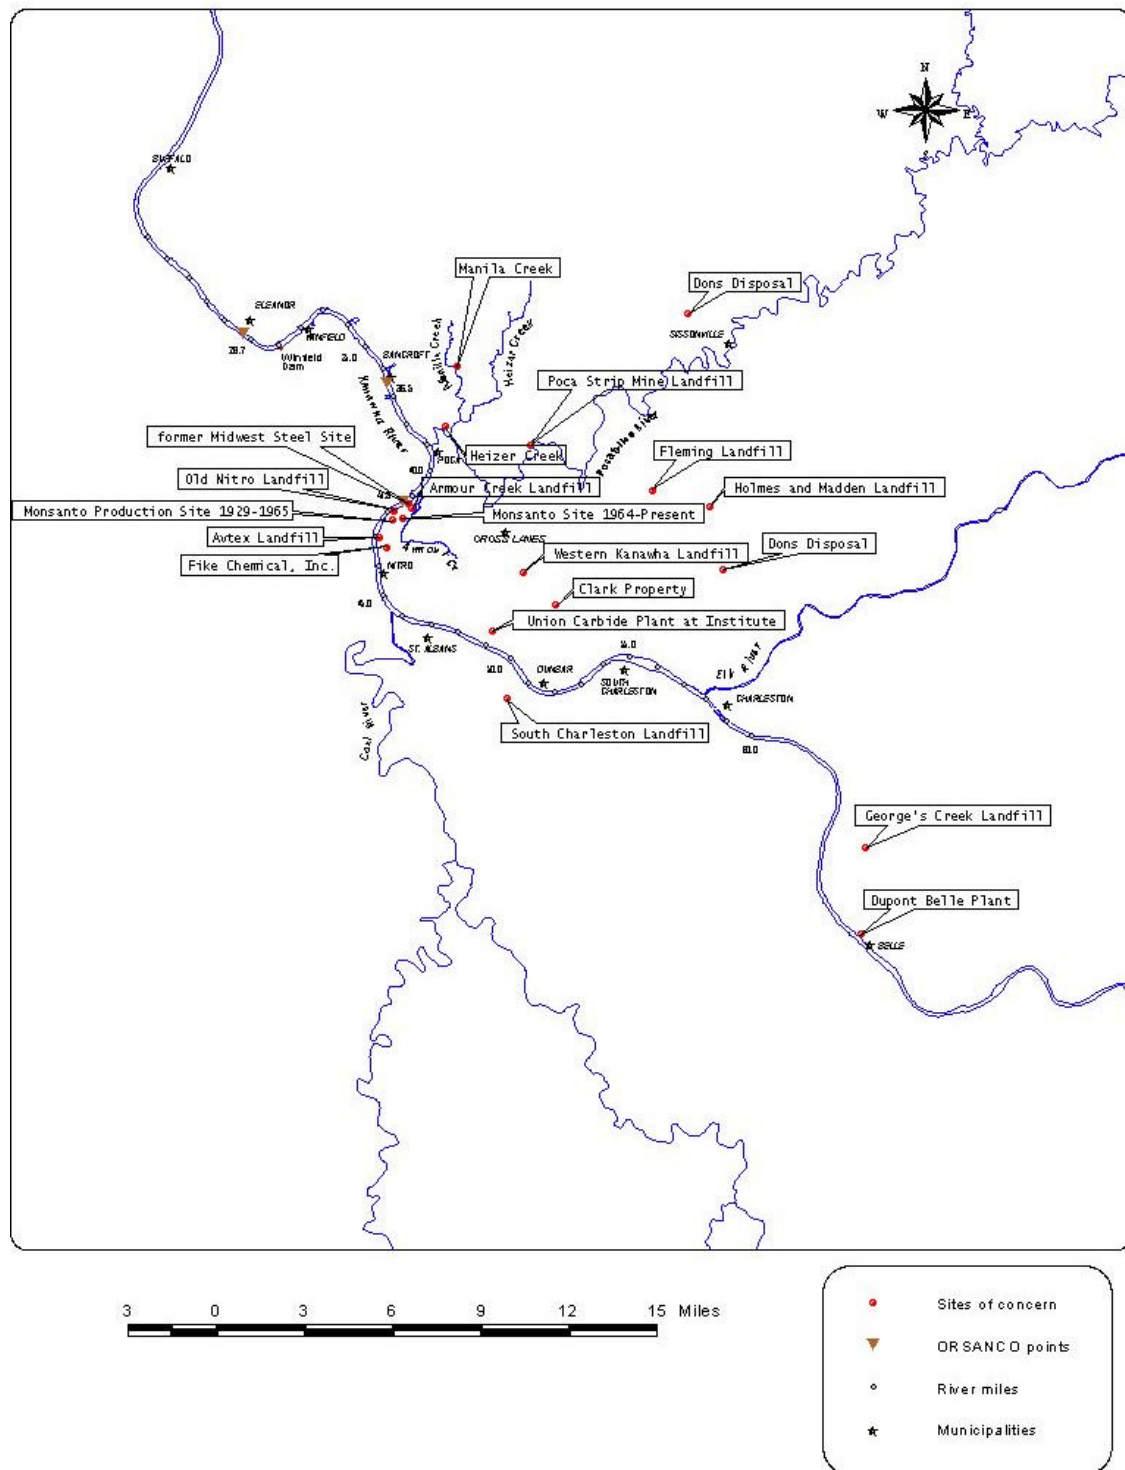 N
W
E
S
BUFFALO
Manila Creek
Dons Disposal
ELEANOR
SISSONVILLE
WINFIELD
Manilla Creek
Heizer Creek
38.7
Winfield
Dam
BANCROFT
Poca Strip Mine Landfill
Kanawha River
Pocatalico River
former Midwest Steel Site
POCA
Heizer Creek
Fleming Landfill
Old Nitro Landfill
Armour Creek Landfill
Holmes and Madden Landfill
Monsanto Production Site 1929-1965
Monsanto Site 1964-Present
Avtex Landfill
CROSS LANES
Western Kanawha Landfill
Dons Disposal
Fike Chemical, Inc.
NITRO
Clark Property
Union Carbide Plant at Institute
ST. ALBANS
Elk River
DUNBAR
SOUTH
CHARLESTON
CHARLESTON
Coal River
South Charleston Landfill
George's Creek Landfill
Dupont Belle Plant
BELLE
3 0 3 6 9 12 15 Miles
Sites of concern
ORSANCO points
River miles
Municipalities